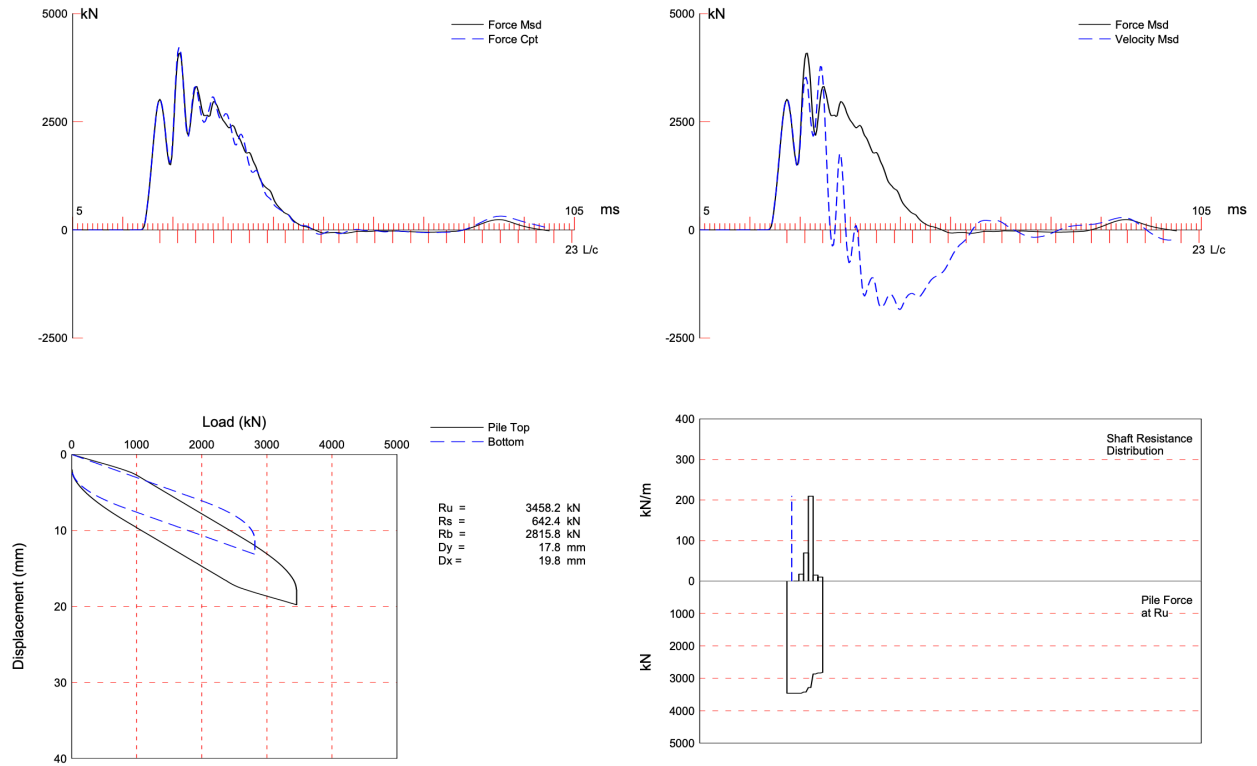 5000
kN
Force Msd
Force Cpt
2500
5
105
ms
0
23 L/c
-2500
5000
kN
Force Msd
Velocity Msd
2500
5
105
ms
0
23 L/c
-2500
Load (kN)
0 1000 2000 3000 4000 5000
Pile Top
Bottom
0
10
20
30
40
Displacement (mm)
Ru = 3458.2 kN
Rs = 642.4 kN
Rb = 2815.8 kN
Dy = 17.8 mm
Dx = 19.8 mm
400
Shaft Resistance
Distribution
300
200
100
kN/m
0
Pile Force
at Ru
1000
2000
3000
4000
5000
kN